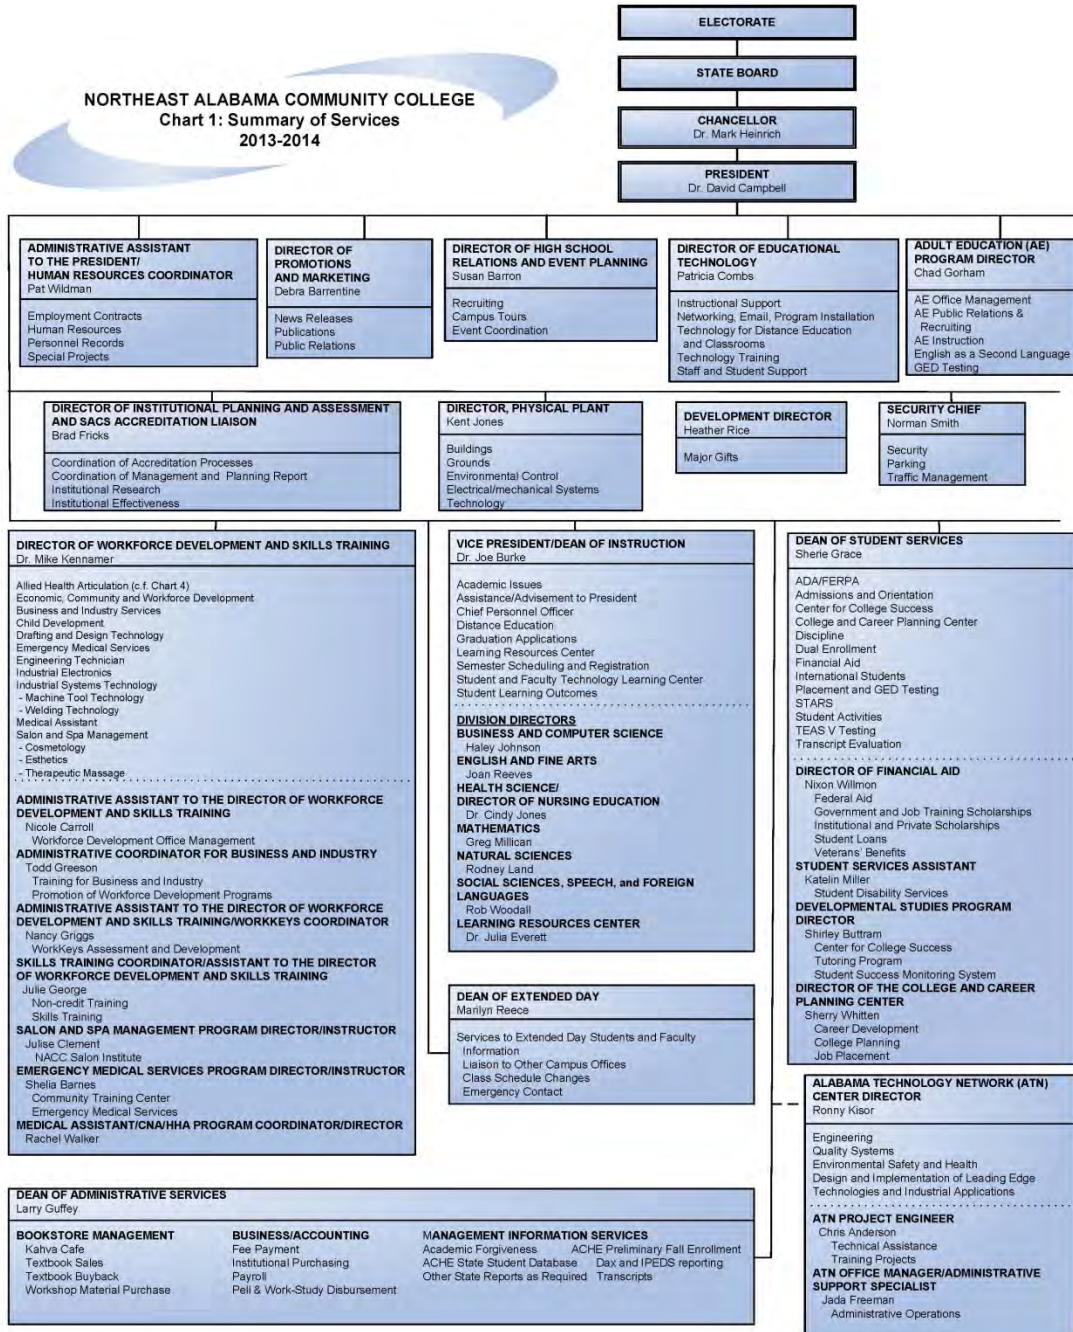 ELECTORATE
STATE BOARD
CHANCELLOR
Dr. Mark Heinrich
PRESIDENT
Dr. David Campbell
NORTHEAST ALABAMA COMMUNITY COLLEGE
Chart 1: Summary of Services
2013-2014
ADMINISTRATIVE ASSISTANT
TO THE PRESIDENT/
HUMAN RESOURCES COORDINATOR
Pat Wildman
Employment Contracts
Human Resources
Personnel Records
Special Projects
DIRECTOR OF
PROMOTIONS
AND MARKETING
Debra Barrentine
News Releases
Publications
Public Relations
DIRECTOR OF HIGH SCHOOL
RELATIONS AND EVENT PLANNING
Susan Barron
Recruiting
Campus Tours
Event Coordination
DIRECTOR OF EDUCATIONAL
TECHNOLOGY
Patricia Combs
Instructional Support
Networking, Email, Program Installation
Technology for Distance Education
and Classrooms
Technology Training
Staff and Student Support
ADULT EDUCATION (AE)
PROGRAM DIRECTOR
Chad Gorham
AE Office Management
AE Public Relations &
Recruiting
AE Instruction
English as a Second Language
GED Testing
DIRECTOR OF INSTITUTIONAL PLANNING AND ASSESSMENT
AND SACS ACCREDITATION LIAISON
Brad Fricks
Coordination of Accreditation Processes
Coordination of Management and Planning Report
Institutional Research
Institutional Effectiveness
DIRECTOR, PHYSICAL PLANT
Kent Jones
Buildings
Grounds
Environmental Control
Electrical/mechanical Systems
Technology
DEVELOPMENT DIRECTOR
Heather Rice
Major Gifts
SECURITY CHIEF
Norman Smith
Security
Parking
Traffic Management
DIRECTOR OF WORKFORCE DEVELOPMENT AND SKILLS TRAINING
Dr. Mike Kennamer
Allied Health Articulation (c.f. Chart 4)
Economic, Community and Workforce Development
Business and Industry Services
Child Development
Drafting and Design Technology
Emergency Medical Services
Engineering Technician
Industrial Electronics
Industrial Systems Technology
- Machine Tool Technology
- Welding Technology
Medical Assistant
Salon and Spa Management
- Cosmetology
- Esthetics
- Therapeutic Massage
ADMINISTRATIVE ASSISTANT TO THE DIRECTOR OF WORKFORCE
DEVELOPMENT AND SKILLS TRAINING
Nicole Carroll
Workforce Development Office Management
ADMINISTRATIVE COORDINATOR FOR BUSINESS AND INDUSTRY
Todd Greeson
Training for Business and Industry
Promotion of Workforce Development Programs
ADMINISTRATIVE ASSISTANT TO THE DIRECTOR OF WORKFORCE
DEVELOPMENT AND SKILLS TRAINING/WORKKEYS COORDINATOR
Nancy Griggs
WorkKeys Assessment and Development
SKILLS TRAINING COORDINATOR/ASSISTANT TO THE DIRECTOR
OF WORKFORCE DEVELOPMENT AND SKILLS TRAINING
Julie George
Non-credit Training
Skills Training
SALON AND SPA MANAGEMENT PROGRAM DIRECTOR/INSTRUCTOR
Julise Clement
NACC Salon Institute
EMERGENCY MEDICAL SERVICES PROGRAM DIRECTOR/INSTRUCTOR
Shelia Barnes
Community Training Center
Emergency Medical Services
MEDICAL ASSISTANT/CNA/HHA PROGRAM COORDINATOR/DIRECTOR
Rachel Walker
VICE PRESIDENT/DEAN OF INSTRUCTION
Dr. Joe Burke
Academic Issues
Assistance/Advisement to President
Chief Personnel Officer
Distance Education
Graduation Applications
Learning Resources Center
Semester Scheduling and Registration
Student and Faculty Technology Learning Center
Student Learning Outcomes
DIVISION DIRECTORS
BUSINESS AND COMPUTER SCIENCE
Haley Johnson
ENGLISH AND FINE ARTS
Joan Reeves
HEALTH SCIENCE/
DIRECTOR OF NURSING EDUCATION
Dr. Cindy Jones
MATHEMATICS
Greg Millican
NATURAL SCIENCES
Rodney Land
SOCIAL SCIENCES, SPEECH, and FOREIGN
LANGUAGES
Rob Woodall
LEARNING RESOURCES CENTER
Dr. Julia Everett
DEAN OF EXTENDED DAY
Marilyn Reece
Services to Extended Day Students and Faculty
Information
Liaison to Other Campus Offices
Class Schedule Changes
Emergency Contact
DEAN OF STUDENT SERVICES
Sherie Grace
ADA/FERPA
Admissions and Orientation
Center for College Success
College and Career Planning Center
Discipline
Dual Enrollment
Financial Aid
International Students
Placement and GED Testing
STARS
Student Activities
TEAS V Testing
Transcript Evaluation
DIRECTOR OF FINANCIAL AID
Nixon Willmon
Federal Aid
Government and Job Training Scholarships
Institutional and Private Scholarships
Student Loans
Veterans' Benefits
STUDENT SERVICES ASSISTANT
Katelin Miller
Student Disability Services
DEVELOPMENTAL STUDIES PROGRAM
DIRECTOR
Shirley Buttram
Center for College Success
Tutoring Program
Student Success Monitoring System
DIRECTOR OF THE COLLEGE AND CAREER
PLANNING CENTER
Sherry Whitten
Career Development
College Planning
Job Placement
ALABAMA TECHNOLOGY NETWORK (ATN)
CENTER DIRECTOR
Ronny Kisor
Engineering
Quality Systems
Environmental Safety and Health
Design and Implementation of Leading Edge
Technologies and Industrial Applications
ATN PROJECT ENGINEER
Chris Anderson
Technical Assistance
Training Projects
ATN OFFICE MANAGER/ADMINISTRATIVE
SUPPORT SPECIALIST
Jada Freeman
Administrative Operations
DEAN OF ADMINISTRATIVE SERVICES
Larry Guffey
BOOKSTORE MANAGEMENT
Kahva Cafe
Textbook Sales
Textbook Buyback
Workshop Material Purchase
BUSINESS/ACCOUNTING
Fee Payment
Institutional Purchasing
Payroll
Pell & Work-Study Disbursement
MANAGEMENT INFORMATION SERVICES
Academic Forgiveness ACHE Preliminary Fall Enrollment
ACHE State Student Database Dax and IPEDS reporting
Other State Reports as Required Transcripts